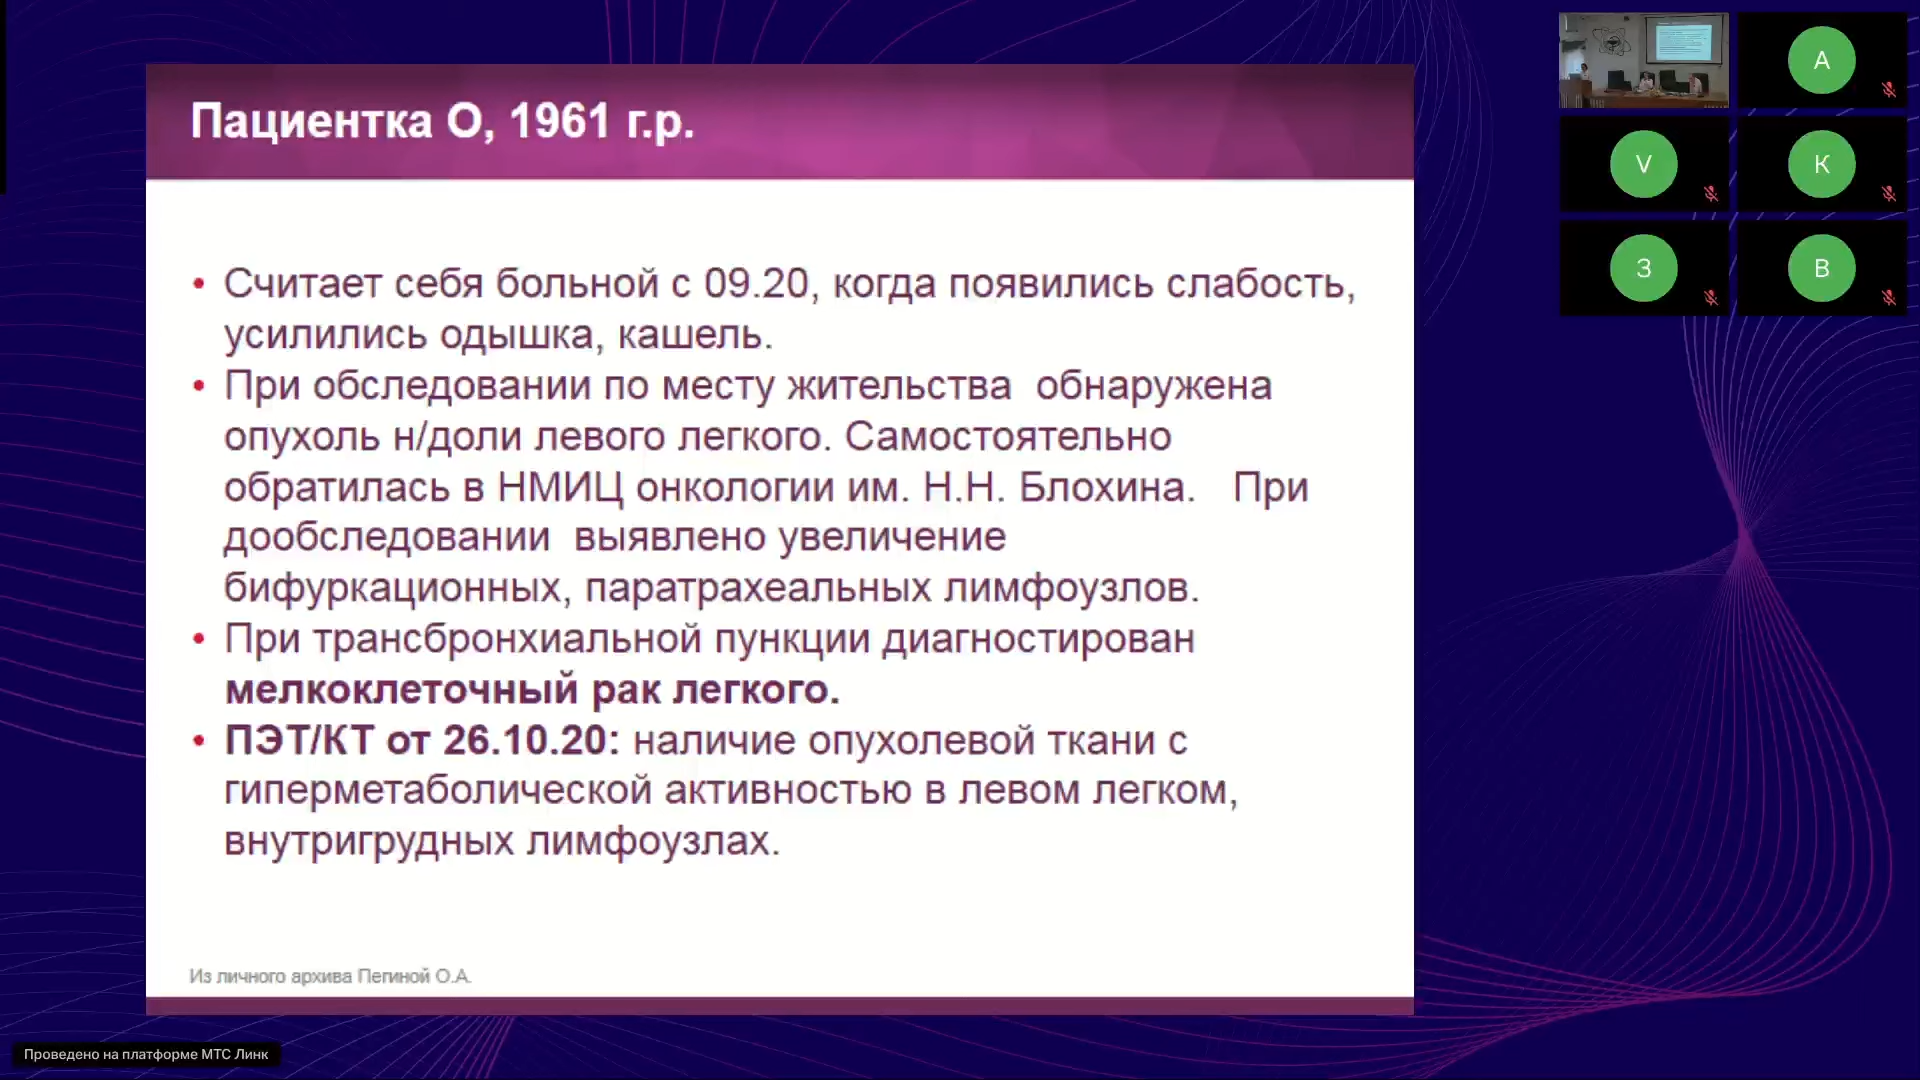 Пациентка О, 1961 г.р.
• Считает себя больной с 09.20, когда появились слабость,
усилились одышка, кашель.
• При обследовании по месту жительства обнаружена
опухоль н/доли левого легкого. Самостоятельно
обратилась в НМИЦ онкологии им. Н.Н. Блохина. При
дообследовании выявлено увеличение
бифуркационных, паратрахеальных лимфоузлов.
• При трансбронхиальной пункции диагностирован
мелкоклеточный рак легкого.
• ПЭТ/КТ от 26.10.20: наличие опухолевой ткани с
гиперметаболической активностью в левом легком,
внутригрудных лимфоузлах.
Из личного архива Пегиной О.А.
A
V
К
З
В
Проведено на платформе МТС Линк